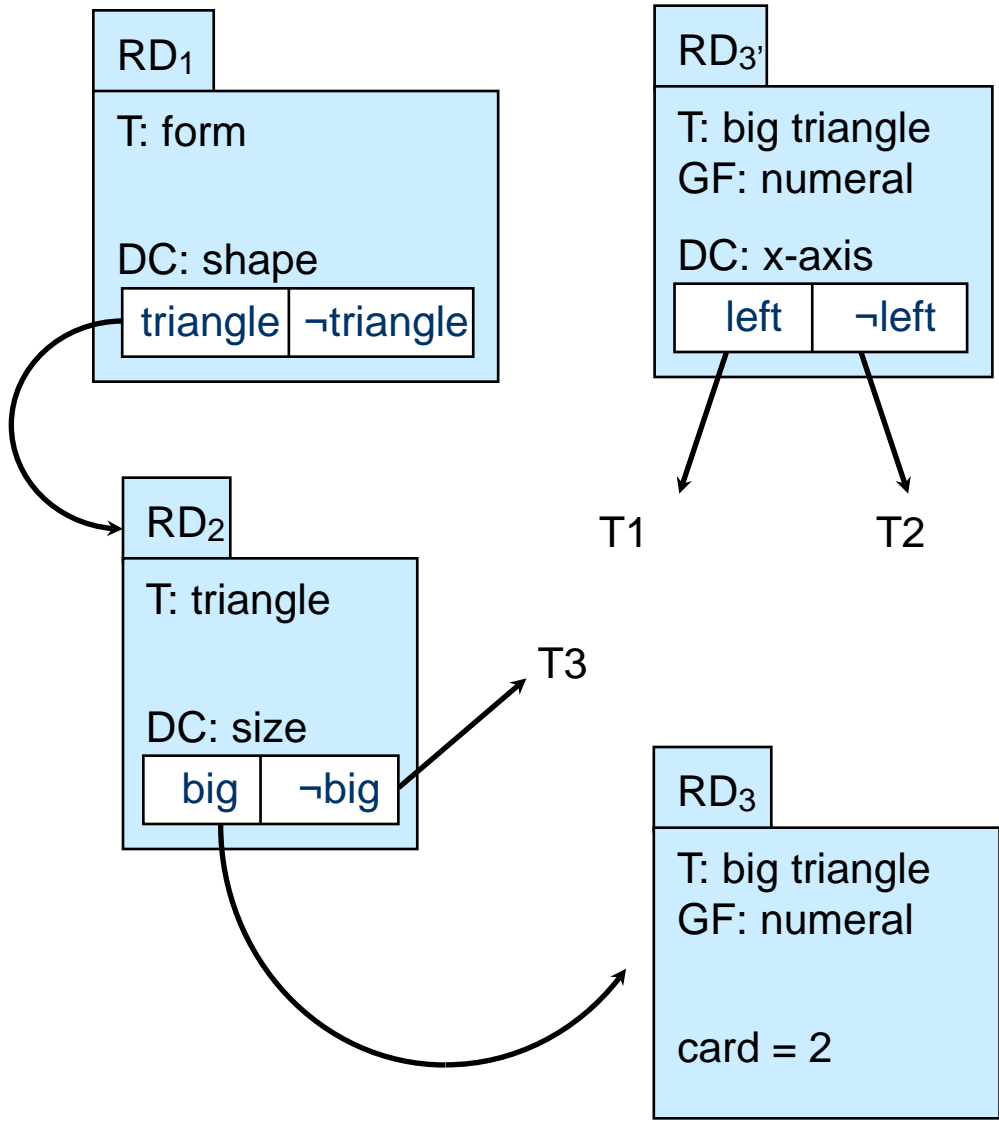 RD₁
T: form
DC: shape
triangle ¬triangle
RD₂
T: triangle
DC: size
big ¬big
T3
RD₃
T: big triangle
GF: numeral
card = 2
RD₃'
T: big triangle
GF: numeral
DC: x-axis
left ¬left
T1 T2